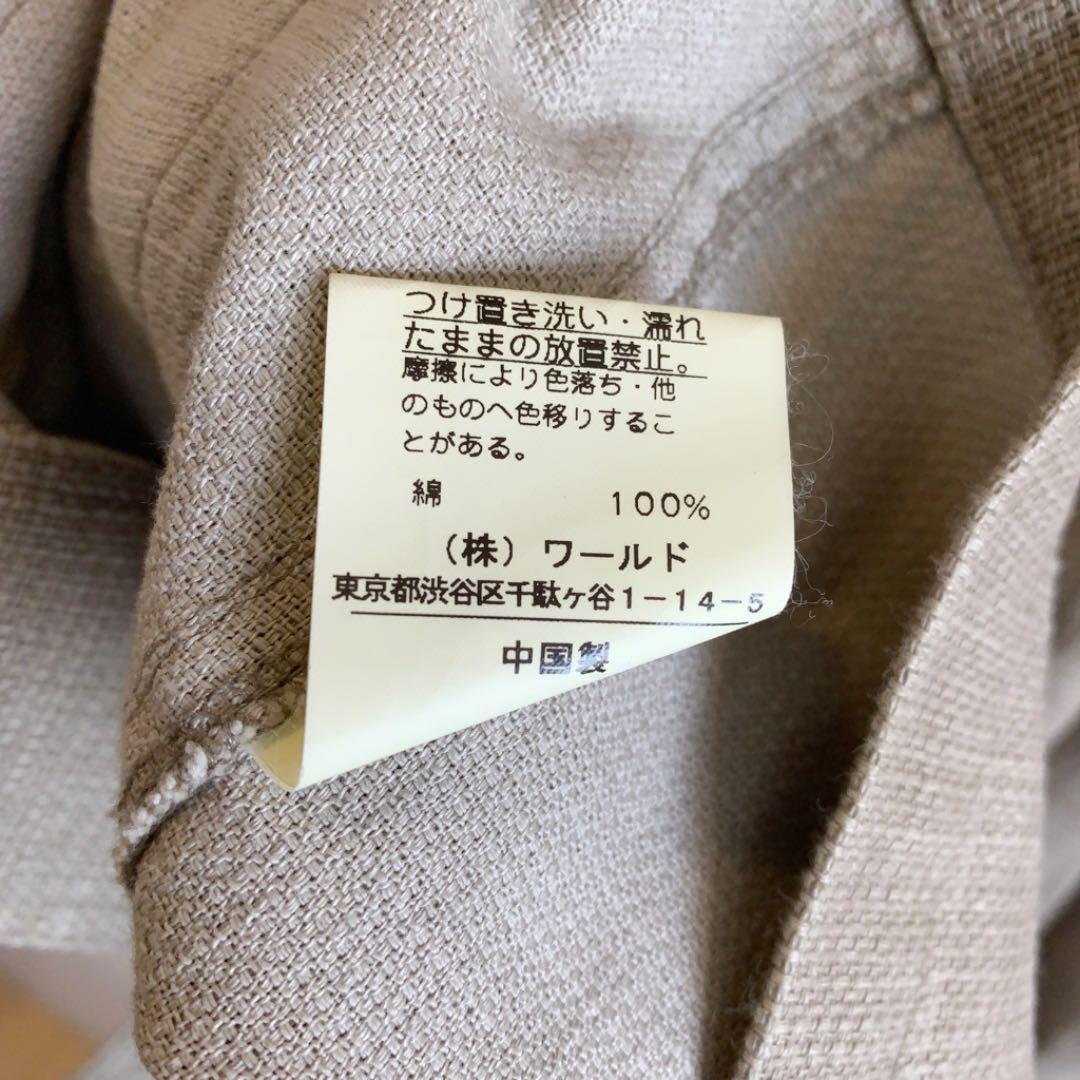 つけ置き洗い・濡れ
たままの放置禁止。
摩擦により色落ち・他
のものへ色移りするこ
とがある。
綿 100%
(株) ワールド
東京都渋谷区千駄ヶ谷1-14-5
中国製